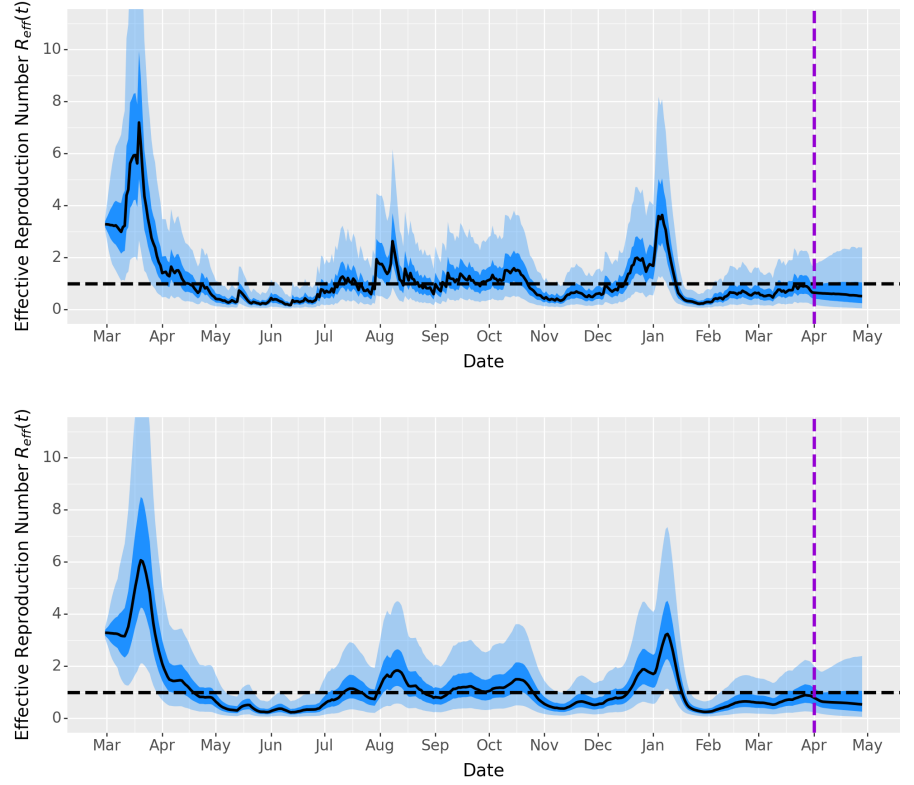 Effective Reproduction Number R_eff(t)
10
8
6
4
2
0
Mar Apr May Jun Jul Aug Sep Oct Nov Dec Jan Feb Mar Apr May
Date
Effective Reproduction Number R_eff(t)
10
8
6
4
2
0
Mar Apr May Jun Jul Aug Sep Oct Nov Dec Jan Feb Mar Apr May
Date